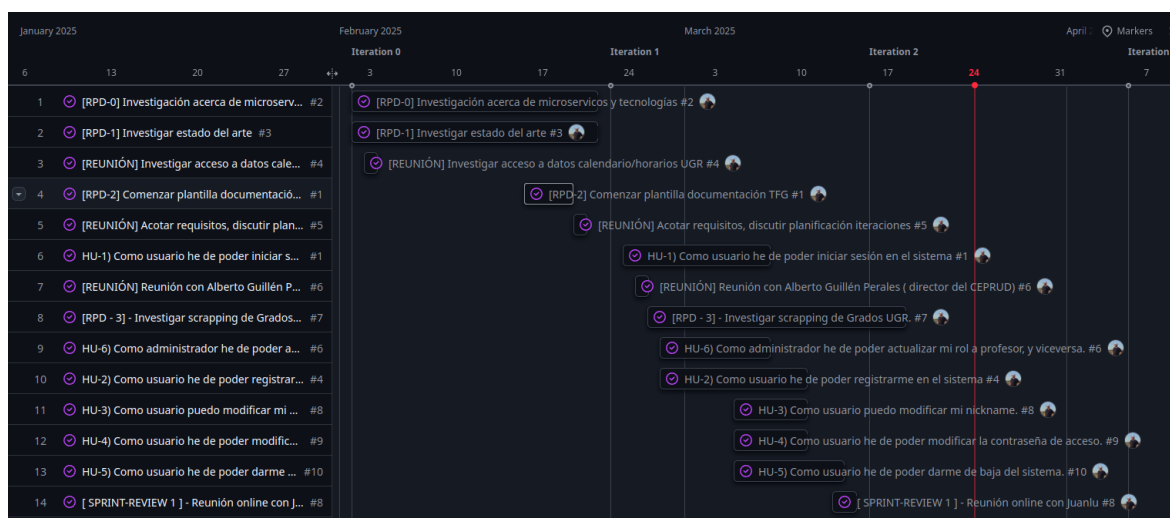 January 2025 February 2025 March 2025 April Markers
Iteration 0 Iteration 1 Iteration 2 Iteration
6 13 20 27 3 10 17 24 3 10 17 24 31 7
1 [RPD-0] Investigación acerca de microserv... #2 [RPD-0] Investigación acerca de microservicos y tecnologías #2
2 [RPD-1] Investigar estado del arte #3 [RPD-1] Investigar estado del arte #3
3 [REUNIÓN] Investigar acceso a datos cale... #4 [REUNIÓN] Investigar acceso a datos calendario/horarios UGR #4
4 [RPD-2] Comenzar plantilla documentació... #1 [RPD-2] Comenzar plantilla documentación TFG #1
5 [REUNIÓN] Acotar requisitos, discutir plan... #5 [REUNIÓN] Acotar requisitos, discutir planificación iteraciones #5
6 HU-1) Como usuario he de poder iniciar s... #1 HU-1) Como usuario he de poder iniciar sesión en el sistema #1
7 [REUNIÓN] Reunión con Alberto Guillén P... #6 [REUNIÓN] Reunión con Alberto Guillén Perales ( director del CEPRUD) #6
8 [RPD - 3] - Investigar scrapping de Grados... #7 [RPD - 3] - Investigar scrapping de Grados UGR. #7
9 HU-6) Como administrador he de poder a... #6 HU-6) Como administrador he de poder actualizar mi rol a profesor, y viceversa. #6
10 HU-2) Como usuario he de poder registrar... #4 HU-2) Como usuario he de poder registrarme en el sistema #4
11 HU-3) Como usuario puedo modificar mi ... #8 HU-3) Como usuario puedo modificar mi nickname. #8
12 HU-4) Como usuario he de poder modific... #9 HU-4) Como usuario he de poder modificar la contraseña de acceso. #9
13 HU-5) Como usuario he de poder darme ... #10 HU-5) Como usuario he de poder darme de baja del sistema. #10
14 [ SPRINT-REVIEW 1 ] - Reunión online con J... #8 [ SPRINT-REVIEW 1 ] - Reunión online con Juanlu #8